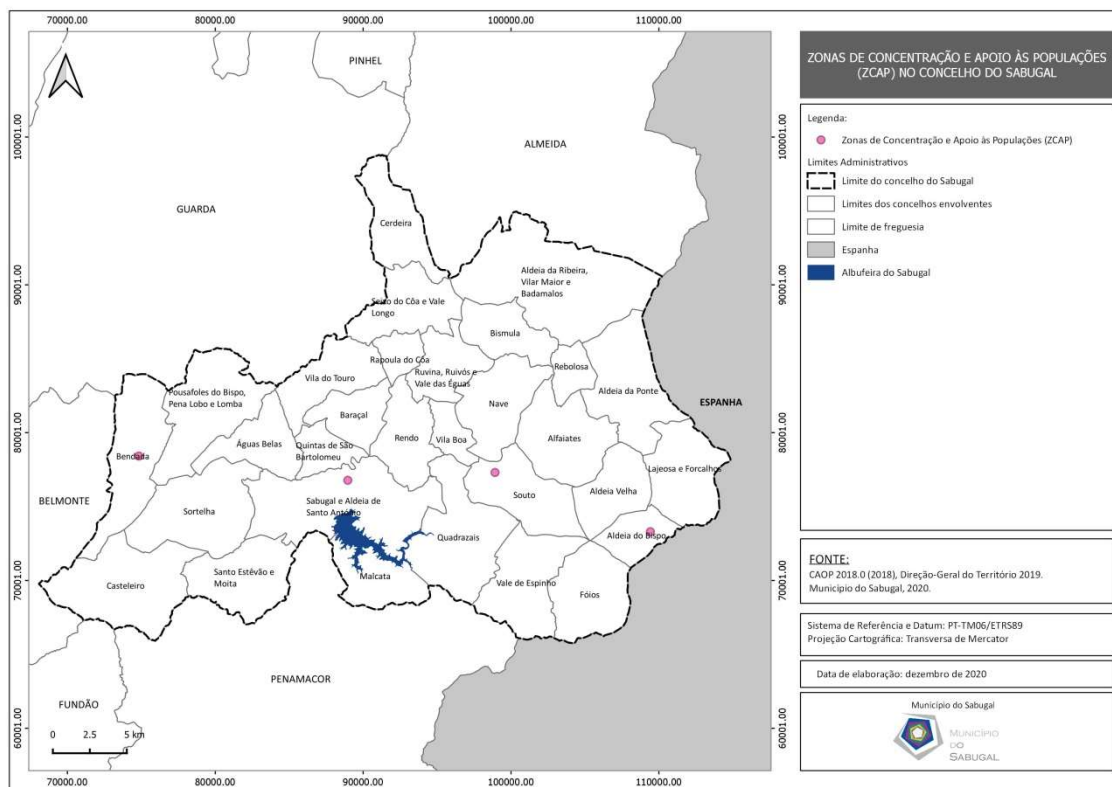 70000.00
80000.00
90000.00
100000.00
110000.00
100001.00
90001.00
80001.00
70001.00
60001.00
100001.00
90001.00
80001.00
70001.00
60001.00
PINHEL
ALMEIDA
GUARDA
Cerdeira
Aldeia da Ribeira,
Vilar Maior e
Badamalos
Seixo do Côa e Vale
Longo
Bismula
Rapoula do Côa
Ruvina, Ruivós e
Vale das Éguas
Rebolosa
Vila do Touro
Aldeia da Ponte
Pousafoles do Bispo,
Pena Lobo e Lomba
Nave
ESPANHA
Baraçal
Águas Belas
Quintas de São
Bartolomeu
Rendo
Vila Boa
Alfaiates
Bendada
Lajeosa e Forcalhos
BELMONTE
Sortelha
Sabugal e Aldeia de
Santo António
Souto
Aldeia Velha
Quadrazais
Aldeia do Bispo
Casteleiro
Santo Estêvão e
Moita
Malcata
Vale de Espinho
Fóios
PENAMACOR
FUNDÃO
0 2.5 5 km
70000.00
80000.00
90000.00
100000.00
110000.00
ZONAS DE CONCENTRAÇÃO E APOIO ÀS POPULAÇÕES
(ZCAP) NO CONCELHO DO SABUGAL
Legenda:
Zonas de Concentração e Apoio às Populações (ZCAP)
Limites Administrativos
Limite do concelho do Sabugal
Limites dos concelhos envolventes
Limite de freguesia
Espanha
Albufeira do Sabugal
FONTE:
CAOP 2018.0 (2018), Direção-Geral do Território 2019.
Município do Sabugal, 2020.
Sistema de Referência e Datum: PT-TM06/ETRS89
Projeção Cartográfica: Transversa de Mercator
Data de elaboração: dezembro de 2020
Município do Sabugal
MUNICÍPIO
DO
SABUGAL